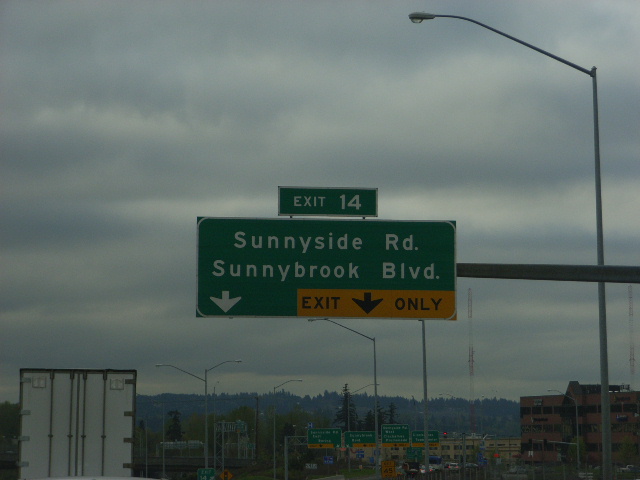 EXIT 14
Sunnyside Rd.
Sunnybrook Blvd.
EXIT ONLY